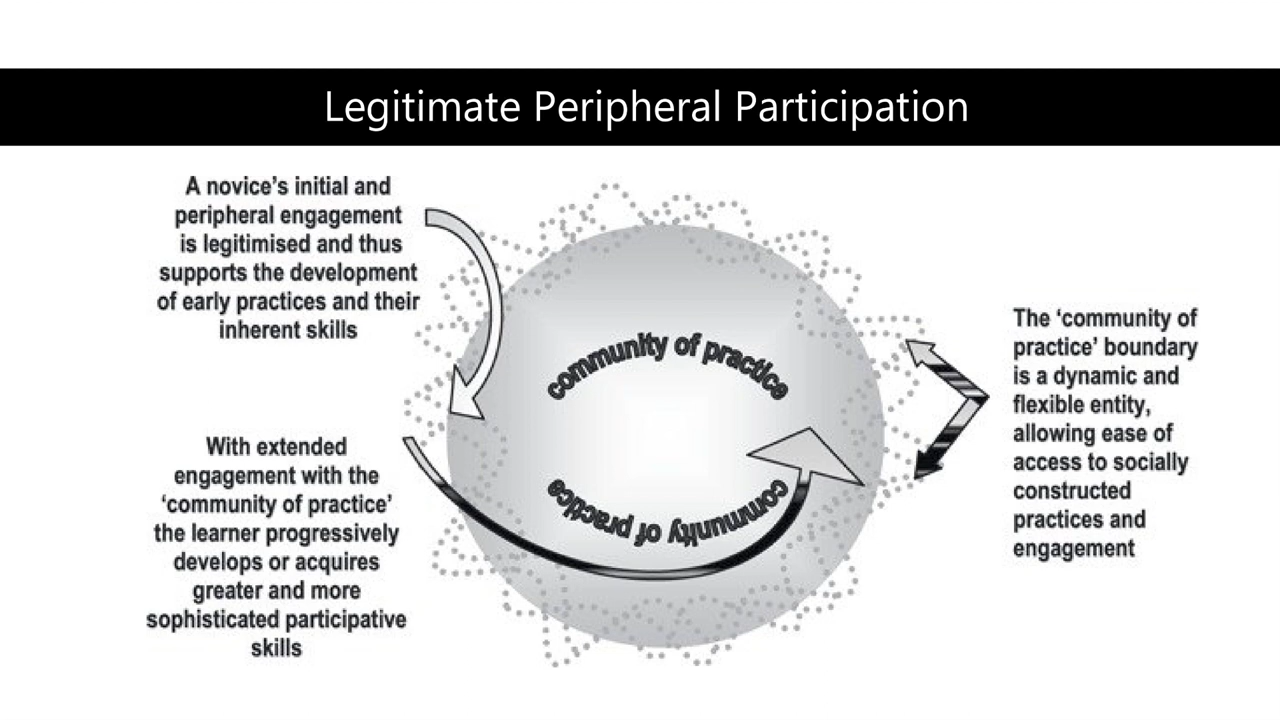 Legitimate Peripheral Participation
A novice's initial and
peripheral engagement
is legitimised and thus
supports the development
of early practices and their
inherent skills
With extended
engagement with the
‘community of practice’
the learner progressively
develops or acquires
greater and more
sophisticated participative
skills
community of practice
community of practice
The ‘community of
practice’ boundary
is a dynamic and
flexible entity,
allowing ease of
access to socially
constructed
practices and
engagement